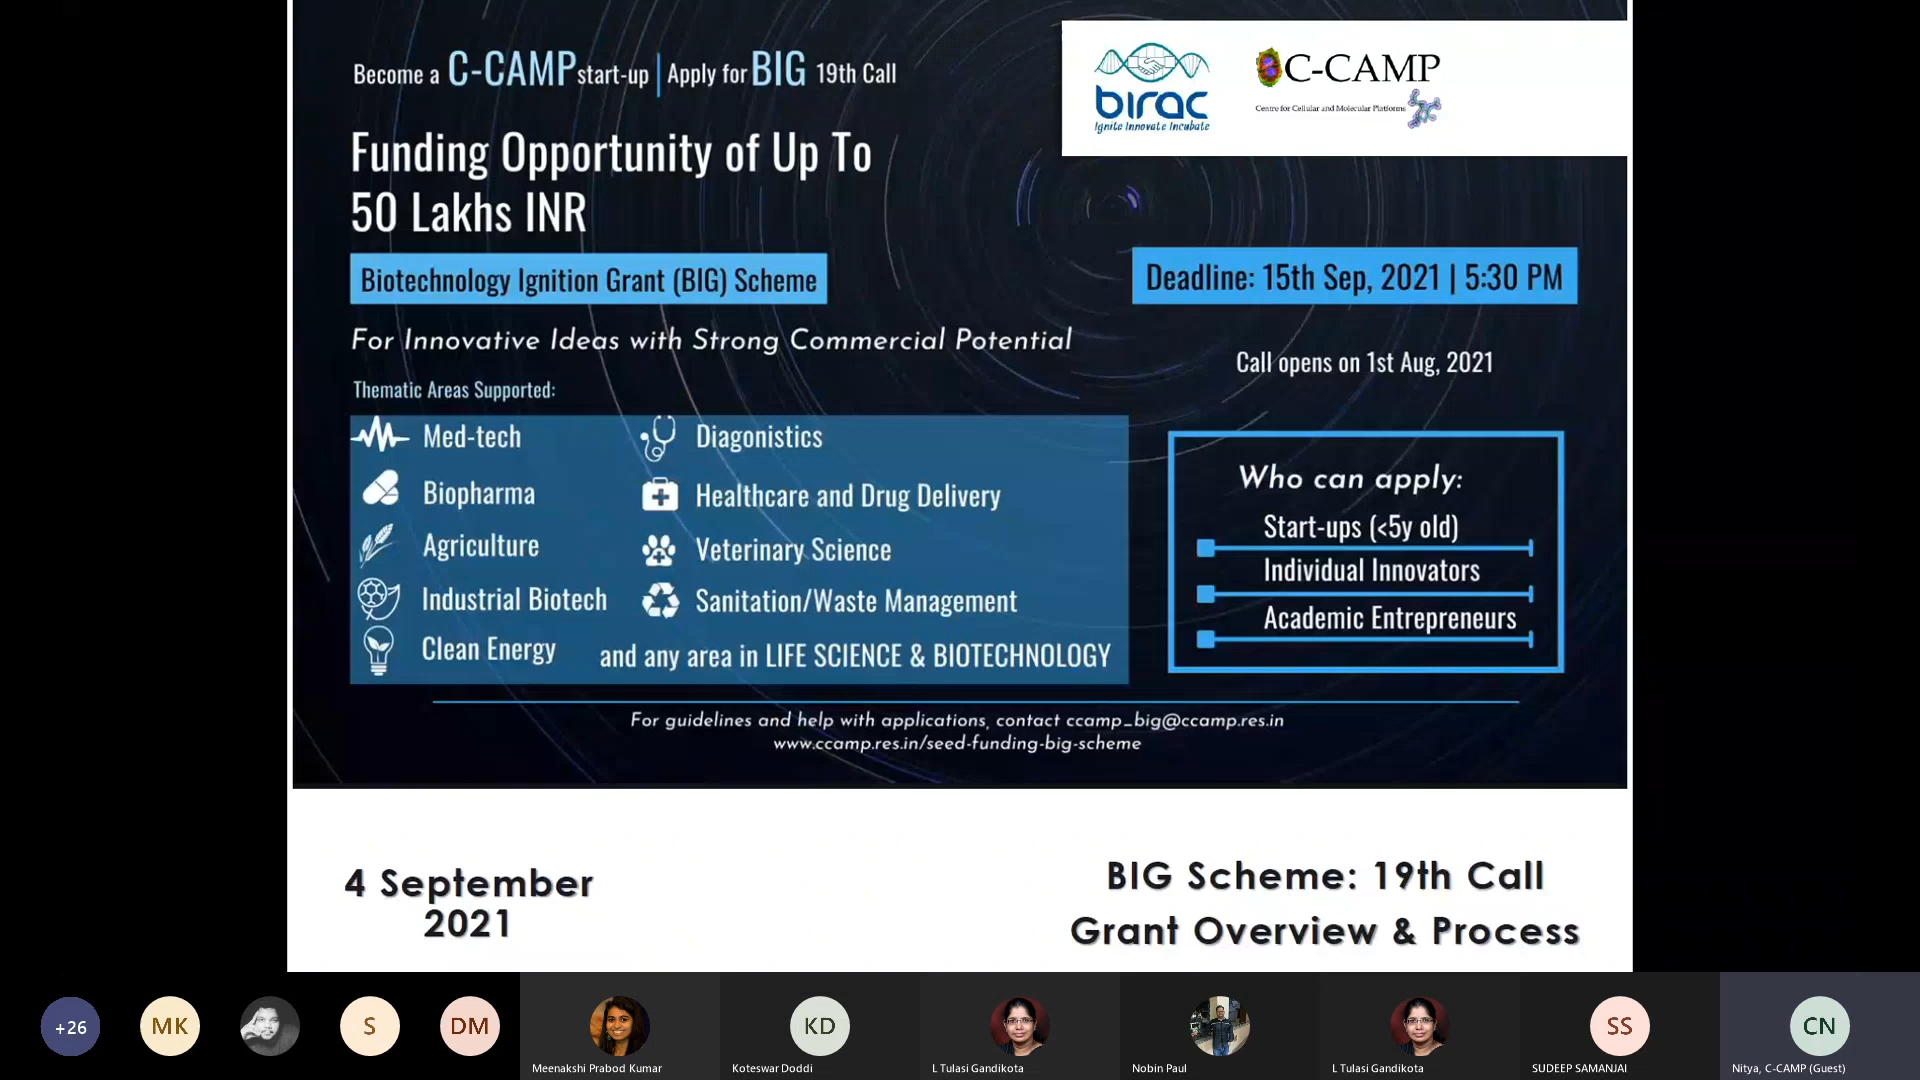 Become a C-CAMP start-up | Apply for BIG 19th Call
birac
Ignite Innovate Incubate
C-CAMP
Centre for Cellular and Molecular Platforms
Funding Opportunity of Up To
50 Lakhs INR
Biotechnology Ignition Grant (BIG) Scheme
Deadline: 15th Sep, 2021 | 5:30 PM
For Innovative Ideas with Strong Commercial Potential
Call opens on 1st Aug, 2021
Thematic Areas Supported:
Med-tech
Diagonistics
Biopharma
Healthcare and Drug Delivery
Agriculture
Veterinary Science
Industrial Biotech
Sanitation/Waste Management
Clean Energy
and any area in LIFE SCIENCE & BIOTECHNOLOGY
Who can apply:
Start-ups (<5y old)
Individual Innovators
Academic Entrepreneurs
For guidelines and help with applications, contact ccamp_big@ccamp.res.in
www.ccamp.res.in/seed-funding-big-scheme
4 September
2021
BIG Scheme: 19th Call
Grant Overview & Process
+26
MK
S
DM
Meenakshi Prabod Kumar
KD
Koteswar Doddi
L Tulasi Gandikota
Nobin Paul
L Tulasi Gandikota
SS
SUDEEP SAMANJAI
CN
Nitya, C-CAMP (Guest)